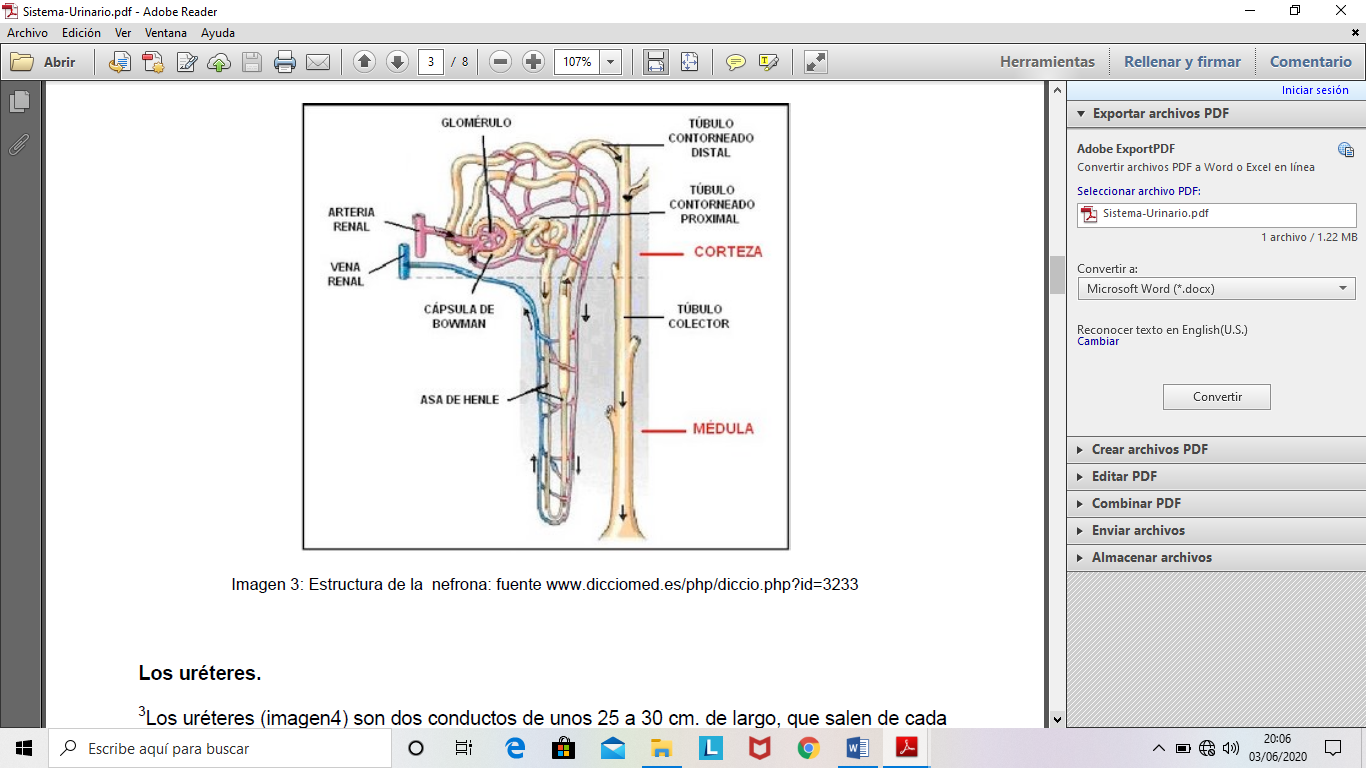 Sistema-Urinario.pdf - Adobe Reader
Archivo Edición Ver Ventana Ayuda
Abrir 3 / 8 107% Herramientas Rellenar y firmar Comentario
Iniciar sesión
Exportar archivos PDF
Adobe ExportPDF
Convertir archivos PDF a Word o Excel en línea
Seleccionar archivo PDF:
Sistema-Urinario.pdf
1 archivo / 1.22 MB
Convertir a:
Microsoft Word (*.docx)
Reconocer texto en English(U.S.)
Cambiar
Convertir
Crear archivos PDF
Editar PDF
Combinar PDF
Enviar archivos
Almacenar archivos
GLOMÉRULO
TÚBULO
CONTORNEADO
DISTAL
TÚBULO
CONTORNEADO
PROXIMAL
ARTERIA
RENAL
CORTEZA
VENA
RENAL
CÁPSULA DE
BOWMAN
TÚBULO
COLECTOR
ASA DE HENLE
MÉDULA
Imagen 3: Estructura de la nefrona: fuente www.dicciomed.es/php/diccio.php?id=3233
Los uréteres.
3Los uréteres (imagen4) son dos conductos de unos 25 a 30 cm. de largo, que salen de cada
Escribe aquí para buscar
20:06
03/06/2020